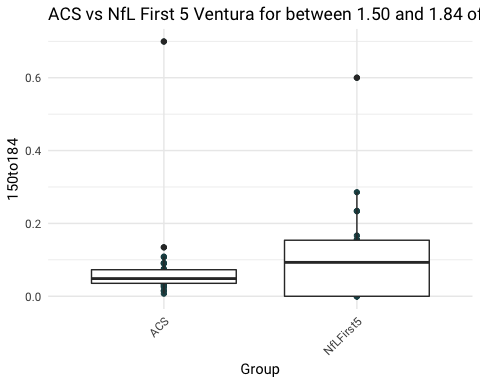 ACS vs NfL First 5 Ventura for between 1.50 and 1.84 of
150to184
0.6
0.4
0.2
0.0
ACS
NfLFirst5
Group